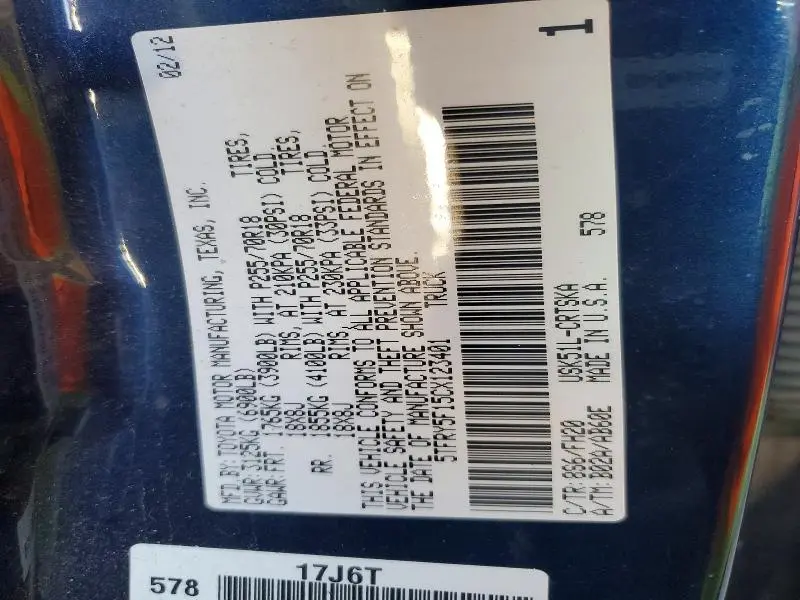 MFD. BY: TOYOTA MOTOR MANUFACTURING, TEXAS, INC. 02/12
GVWR: 3125KG (6900LB)
GAWR: FRT. 1765KG (3900LB) WITH P255/70R18 TIRES,
18X8J RIMS, AT 210KPA (30PSI) COLD.
RR. 1855KG (4100LB) WITH P255/70R18 TIRES,
18X8J RIMS, AT 230KPA (33PSI) COLD.
THIS VEHICLE CONFORMS TO ALL APPLICABLE FEDERAL MOTOR
VEHICLE SAFETY AND THEFT PREVENTION STANDARDS IN EFFECT ON
THE DATE OF MANUFACTURE SHOWN ABOVE.
5TFRY5F15CX123401 TRUCK
1
C/TR: 8S6/FH20 USK51L-CRTSKA 578
A/TM: B02A/AB60E MADE IN U.S.A.
578 17J6T